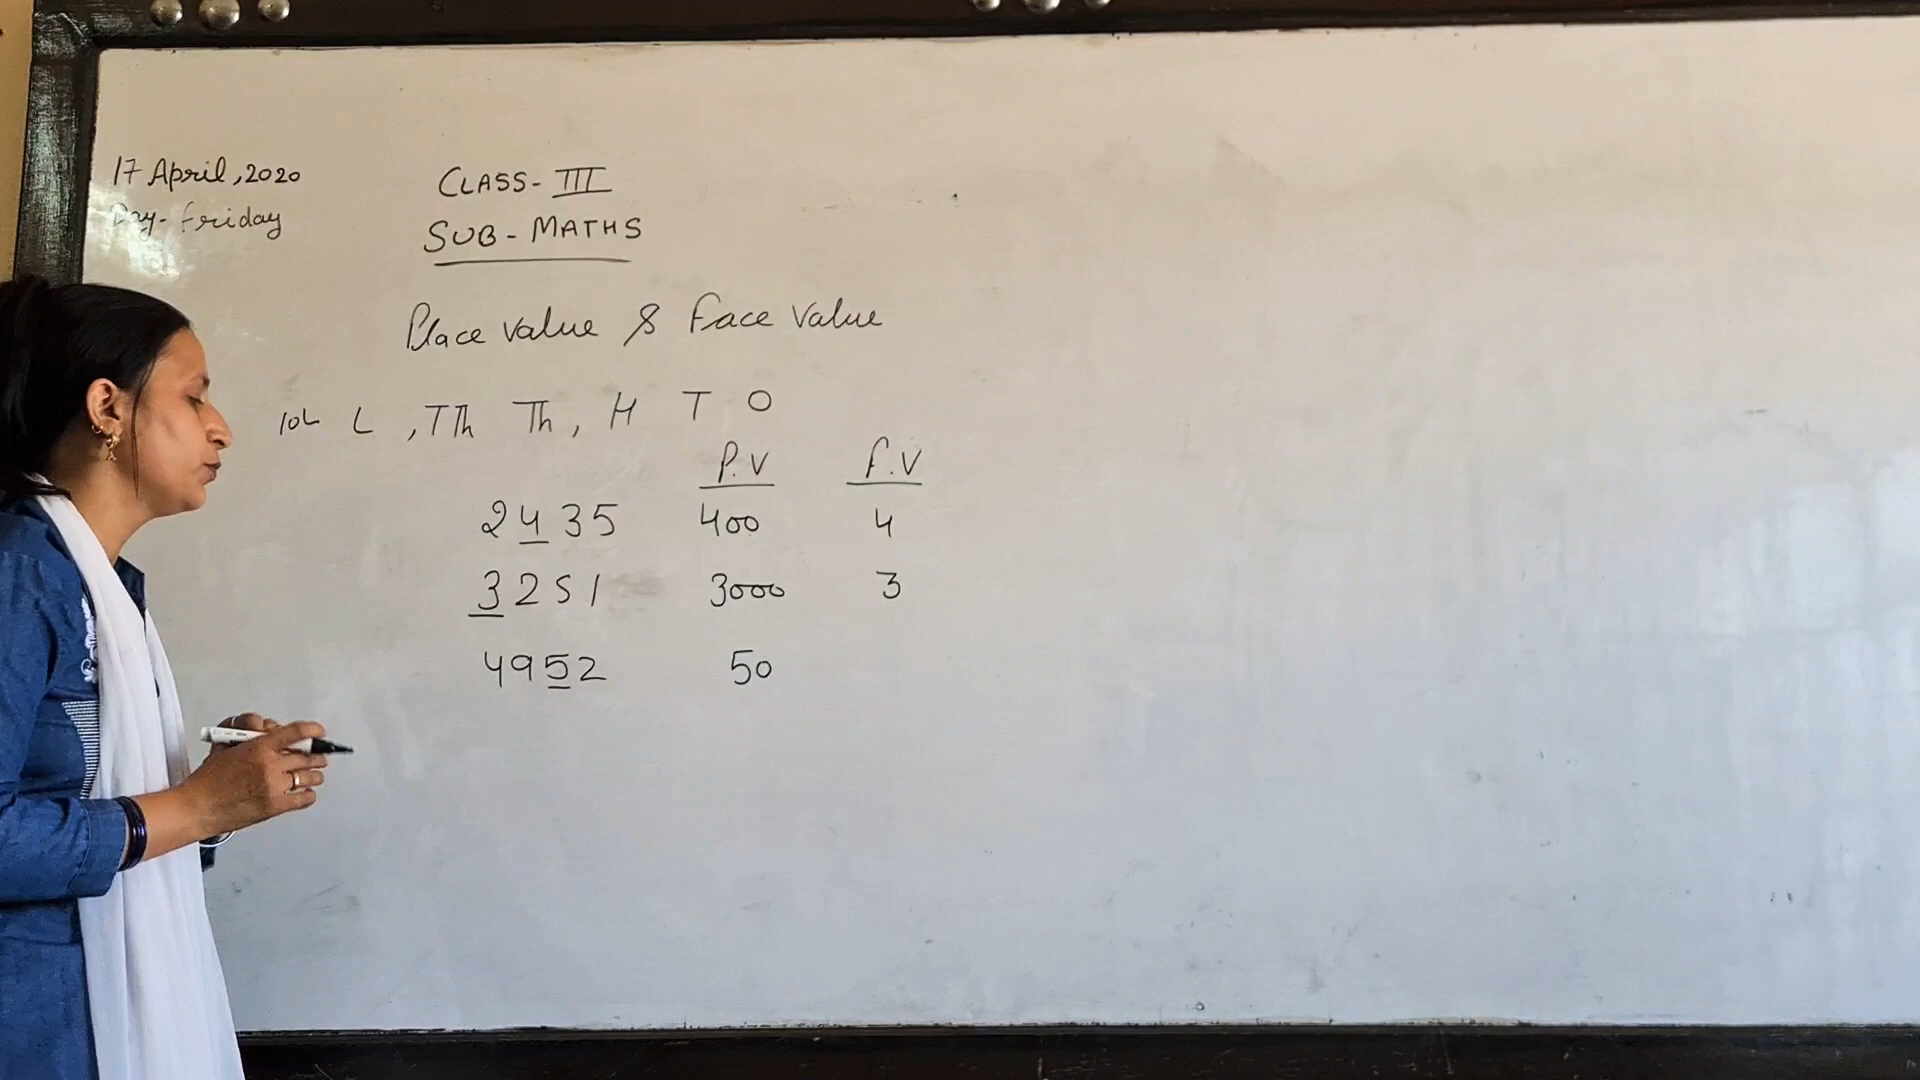 17 April, 2020
Day- Friday
CLASS- III
SUB- MATHS
Place Value & Face Value
10L L , TTh Th, H T O
P.V F.V
2435 400 4
3251 3000 3
4952 50